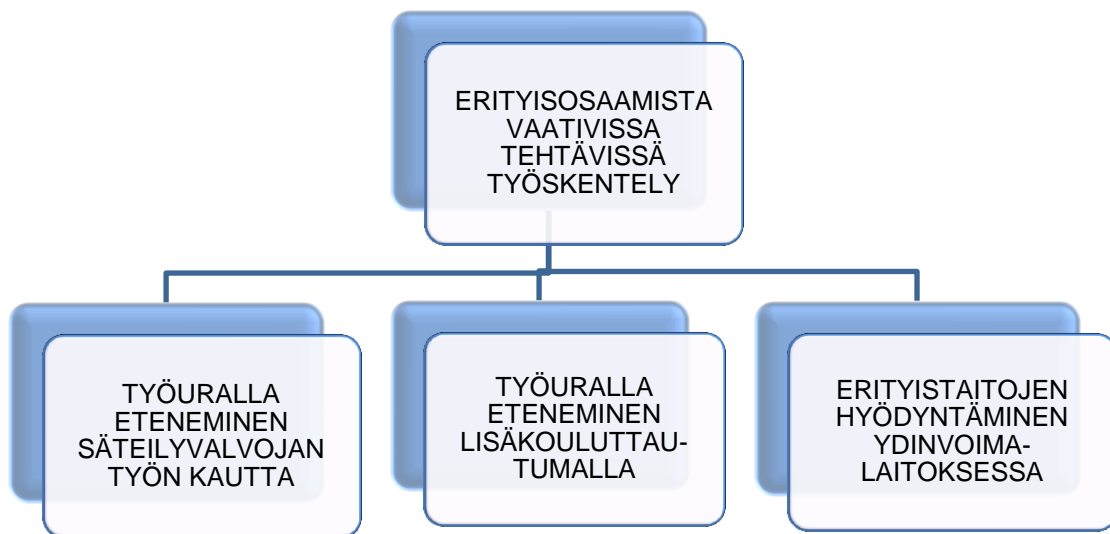 ERITYISOSAAMISTA
VAATIVISSA
TEHTÄVISSÄ
TYÖSKENTELY
TYÖURALLA
ETENEMINEN
SÄTEILYVALVOJAN
TYÖN KAUTTA
TYÖURALLA
ETENEMINEN
LISÄKOULUTTAU-
TUMALLA
ERITYISTAITOJEN
HYÖDYNTÄMINEN
YDINVOIMA-
LAITOKSESSA